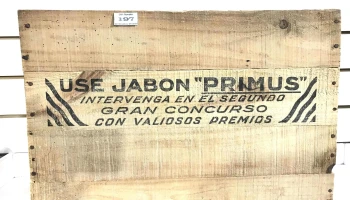 197
USE JABON "PRIMUS"
INTERVENGA EN EL SEGUNDO
GRAN CONCURSO
CON VALIOSOS PREMIOS